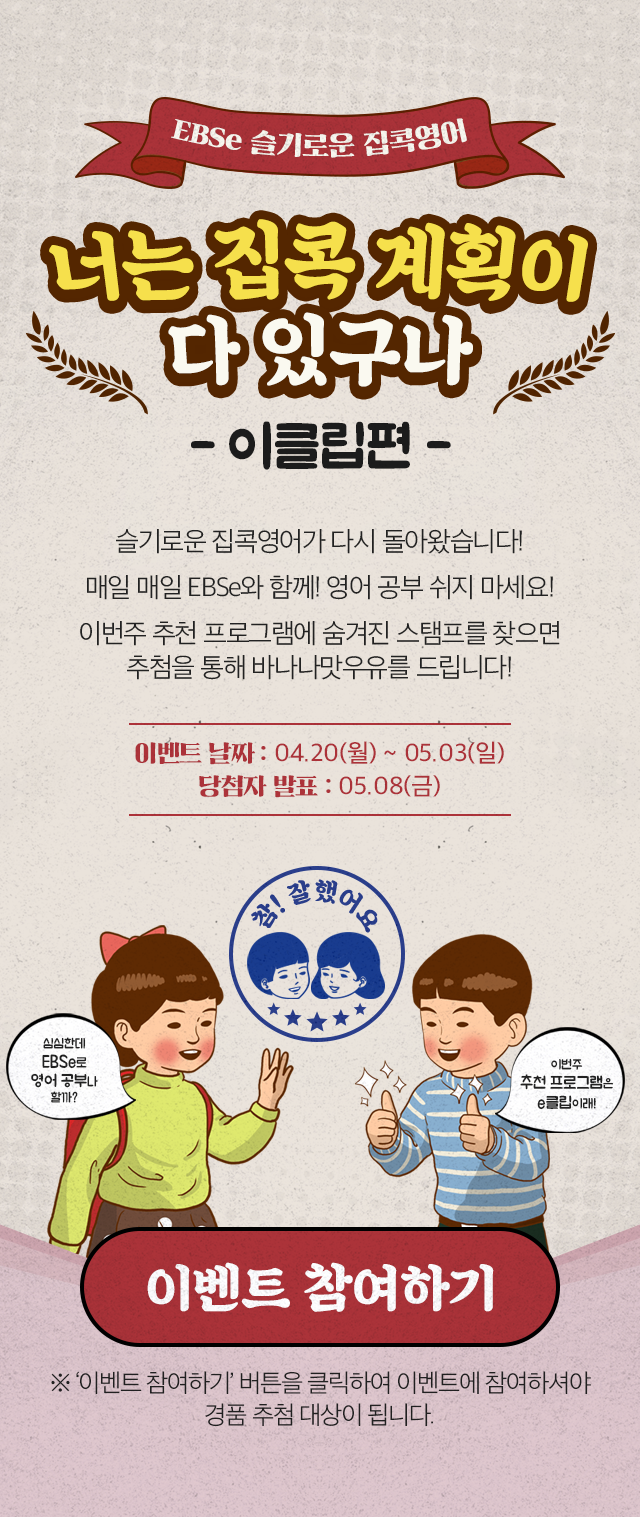 EBSe 슬기로운 집콕영어
너는 집콕 계획이
다 있구나
- 이클립편 -
슬기로운 집콕영어가 다시 돌아왔습니다!
매일 매일 EBSe와 함께! 영어 공부 쉬지 마세요!
이번주 추천 프로그램에 숨겨진 스탬프를 찾으면
추첨을 통해 바나나맛우유를 드립니다!
이벤트 날짜 : 04.20(월) ~ 05.03(일)
당첨자 발표 : 05.08(금)
참! 잘했어요
심심한데
EBSe로
영어 공부나
할까?
이번주
추천 프로그램은
e클립이래!
이벤트 참여하기
※ ‘이벤트 참여하기’ 버튼을 클릭하여 이벤트에 참여하셔야
경품 추첨 대상이 됩니다.